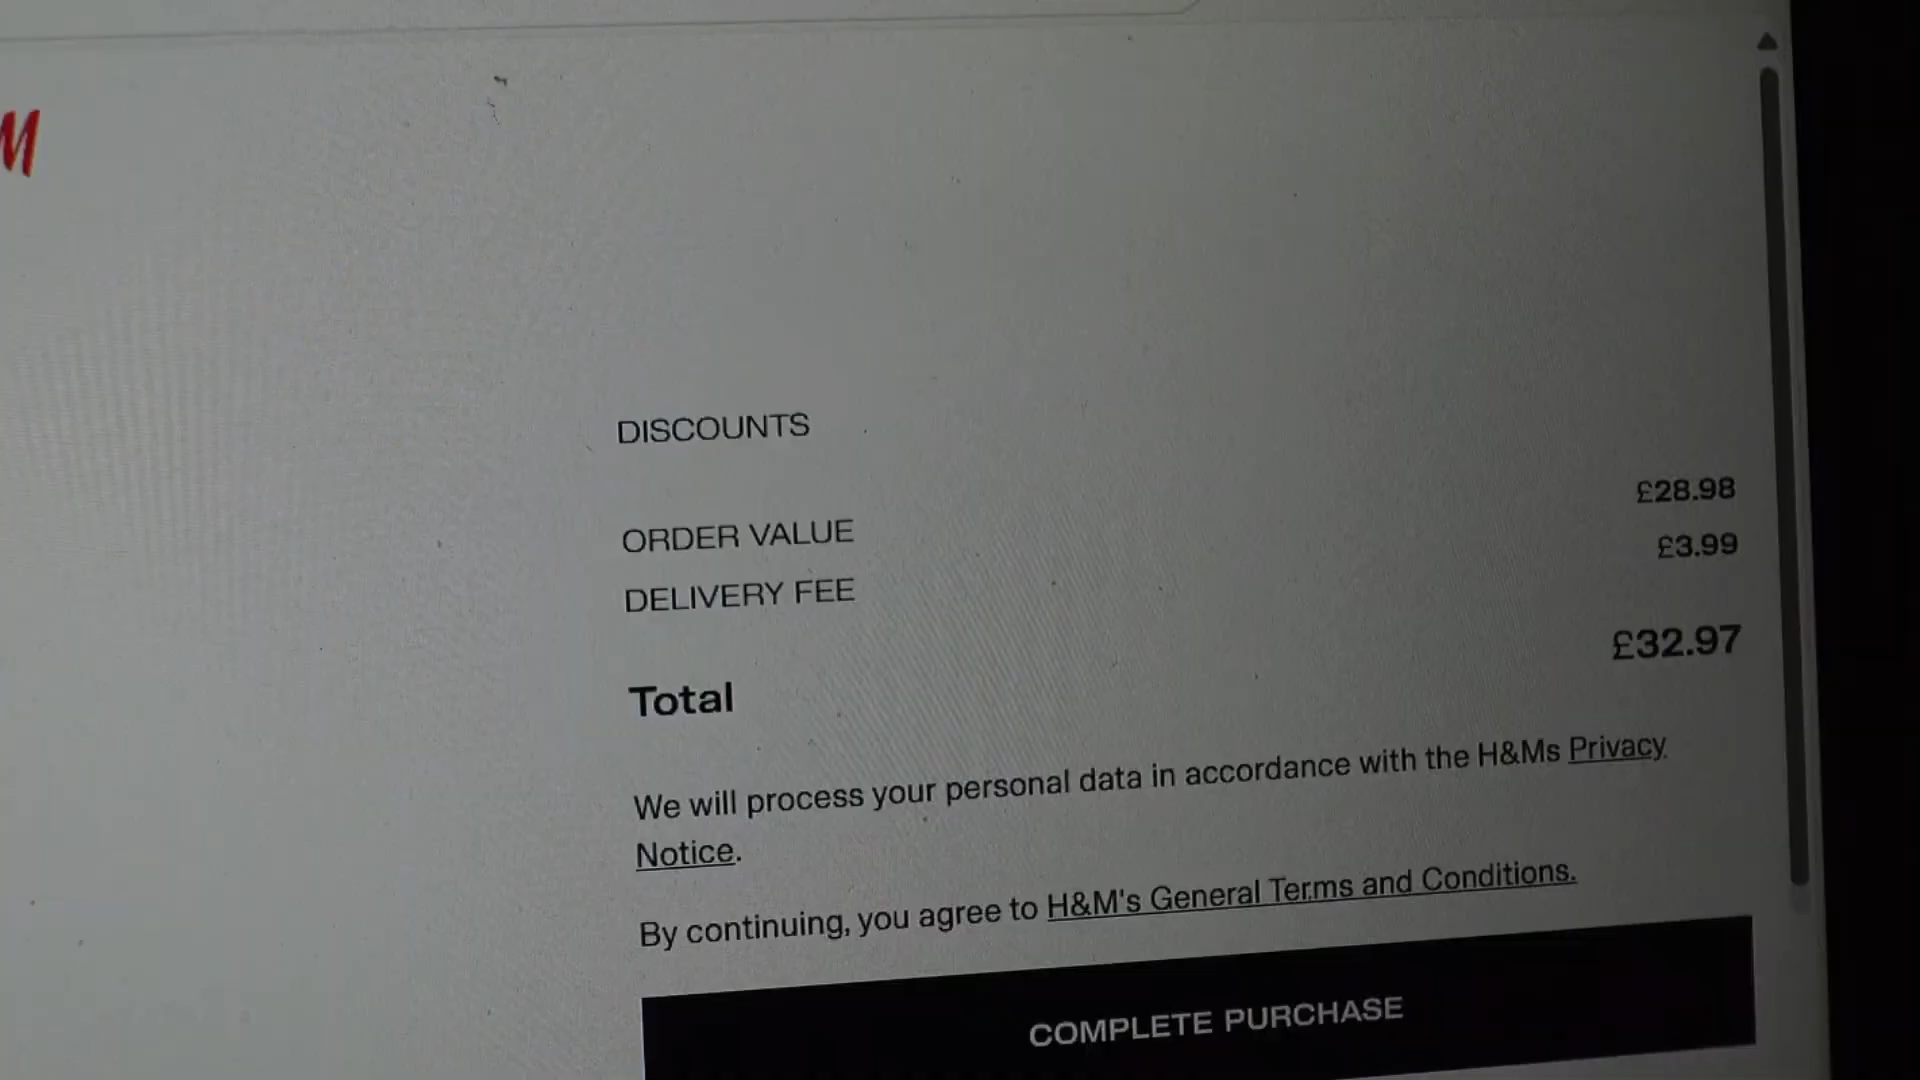 M
DISCOUNTS
ORDER VALUE £28.98
DELIVERY FEE £3.99
Total £32.97
We will process your personal data in accordance with the H&Ms Privacy
Notice.
By continuing, you agree to H&M's General Terms and Conditions.
COMPLETE PURCHASE